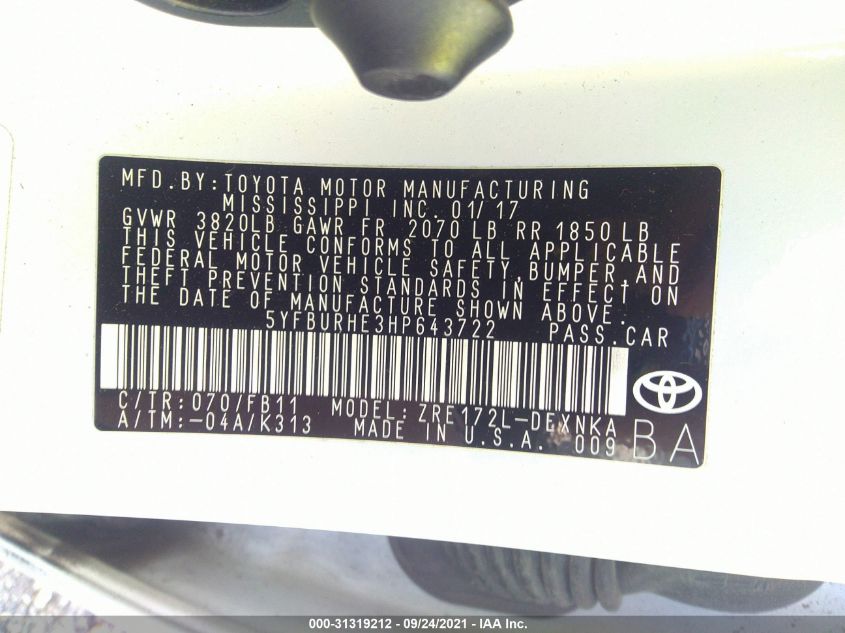 MFD.BY:TOYOTA MOTOR MANUFACTURING
MISSISSIPPI INC. 01/17
GVWR 3820LB GAWR FR 2070 LB RR 1850 LB
THIS VEHICLE CONFORMS TO ALL APPLICABLE
FEDERAL MOTOR VEHICLE SAFETY,BUMPER,AND
THEFT PREVENTION STANDARDS IN EFFECT ON
THE DATE OF MANUFACTURE SHOWN ABOVE.
5YFBURHE3HP643722 PASS.CAR
C/TR:070/FB11 MODEL:ZRE172L-DEXNKA
A/TM:-04A/K313 MADE IN U.S.A. 009 BA
000-31319212 - 09/24/2021 - IAA Inc.